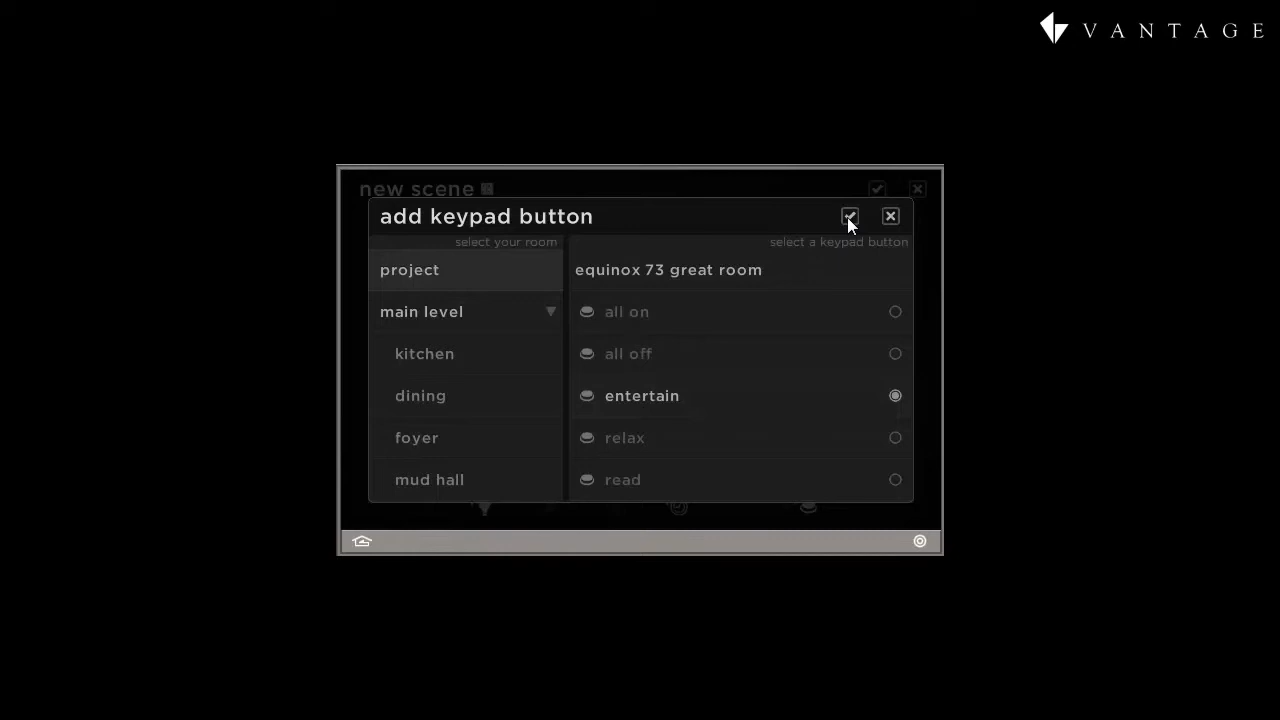 VANTAGE
new scene
add keypad button
select your room
select a keypad button
project
equinox 73 great room
main level
all on
kitchen
all off
dining
entertain
foyer
relax
mud hall
read